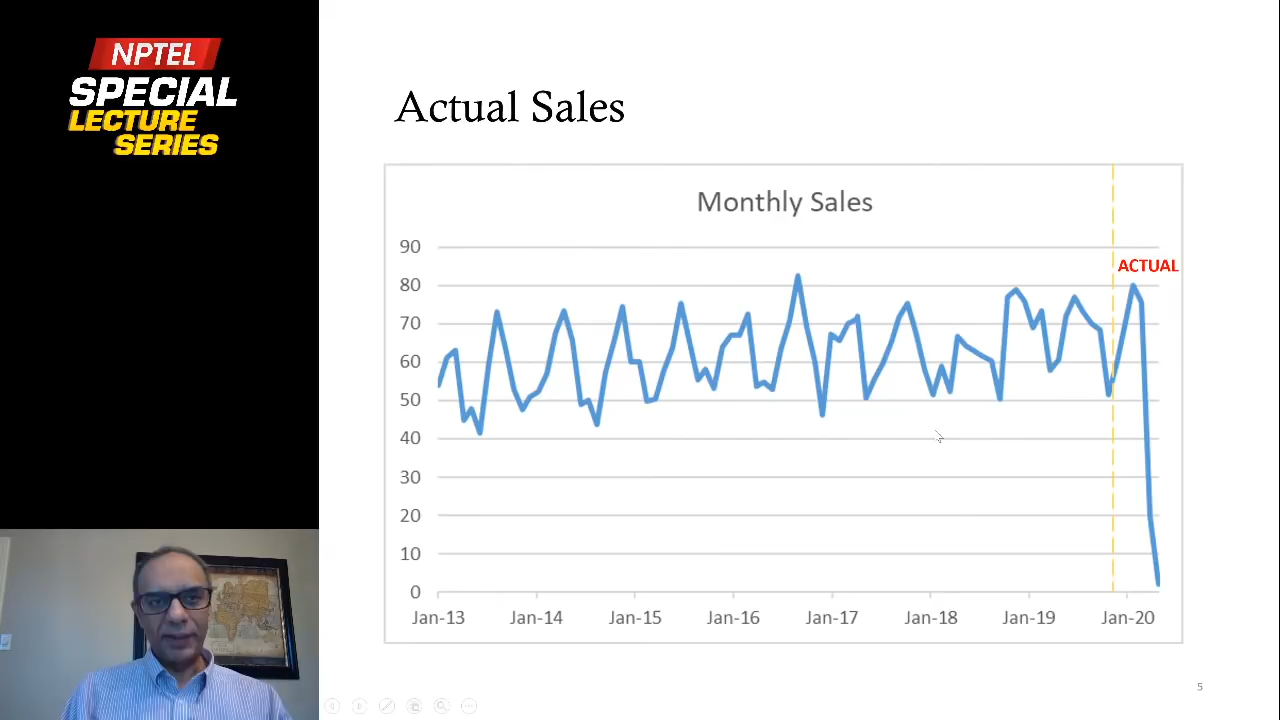 NPTEL
SPECIAL
LECTURE
SERIES
Actual Sales
Monthly Sales
90
ACTUAL
80
70
60
50
40
30
20
10
0
Jan-13 Jan-14 Jan-15 Jan-16 Jan-17 Jan-18 Jan-19 Jan-20
5